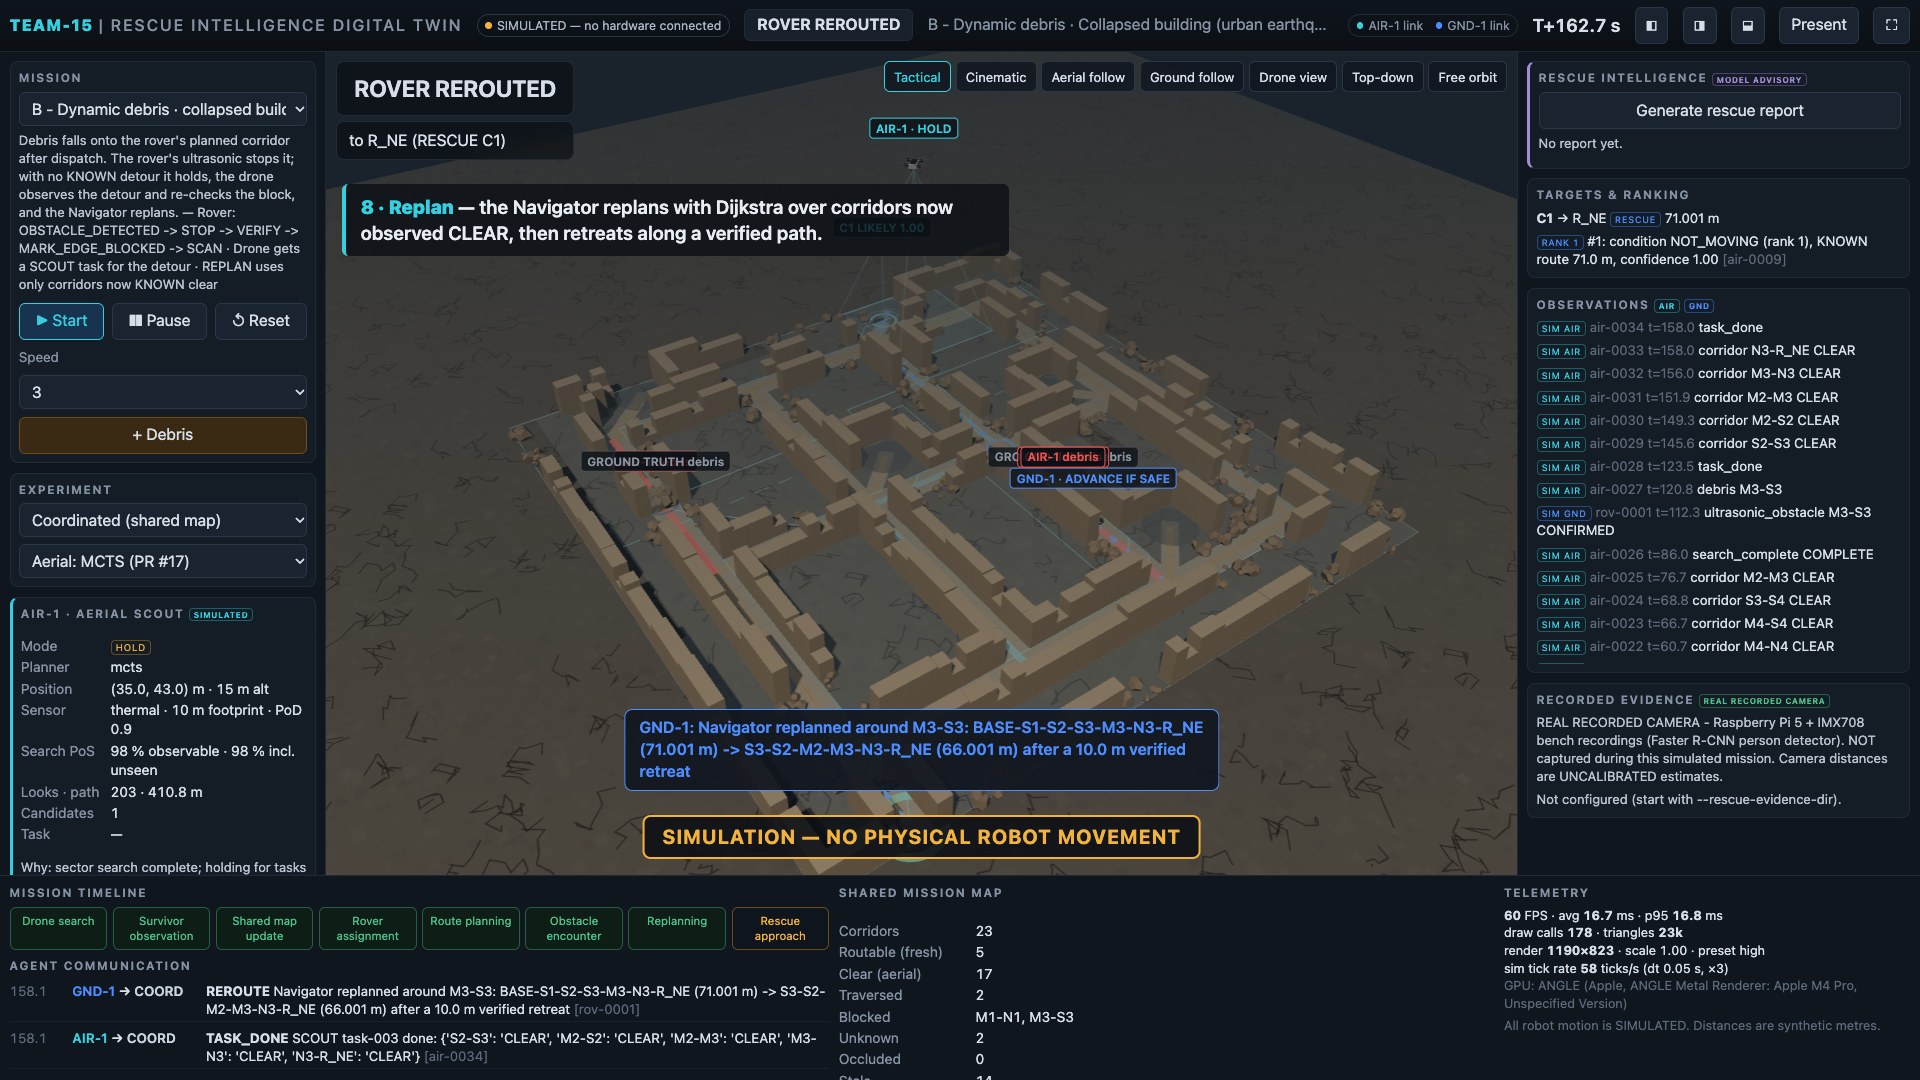 TEAM-15 | RESCUE INTELLIGENCE DIGITAL TWIN
SIMULATED — no hardware connected
ROVER REROUTED
B - Dynamic debris · Collapsed building (urban earthq...
AIR-1 link
GND-1 link
T+162.7 s
Present
MISSION
B - Dynamic debris · collapsed builc
Debris falls onto the rover's planned corridor
after dispatch. The rover's ultrasonic stops it;
with no KNOWN detour it holds, the drone
observes the detour and re-checks the block,
and the Navigator replans. — Rover:
OBSTACLE_DETECTED -> STOP -> VERIFY ->
MARK_EDGE_BLOCKED -> SCAN · Drone gets
a SCOUT task for the detour · REPLAN uses
only corridors now KNOWN clear
Start
Pause
Reset
Speed
3
+ Debris
EXPERIMENT
Coordinated (shared map)
Aerial: MCTS (PR #17)
AIR-1 · AERIAL SCOUT SIMULATED
Mode HOLD
Planner mcts
Position (35.0, 43.0) m · 15 m alt
Sensor thermal · 10 m footprint · PoD
0.9
Search PoS 98 % observable · 98 % incl.
unseen
Looks · path 203 · 410.8 m
Candidates 1
Task —
Why: sector search complete; holding for tasks
ROVER REROUTED
to R_NE (RESCUE C1)
Tactical
Cinematic
Aerial follow
Ground follow
Drone view
Top-down
Free orbit
AIR-1 · HOLD
8 · Replan — the Navigator replans with Dijkstra over corridors now
observed CLEAR, then retreats along a verified path.
C1 LIKELY 1.00
GROUND TRUTH debris
GRO
AIR-1 debris
bris
GND-1 · ADVANCE IF SAFE
GND-1: Navigator replanned around M3-S3: BASE-S1-S2-S3-M3-N3-R_NE
(71.001 m) -> S3-S2-M2-M3-N3-R_NE (66.001 m) after a 10.0 m verified
retreat
SIMULATION — NO PHYSICAL ROBOT MOVEMENT
RESCUE INTELLIGENCE MODEL ADVISORY
Generate rescue report
No report yet.
TARGETS & RANKING
C1 → R_NE RESCUE 71.001 m
RANK 1 #1: condition NOT_MOVING (rank 1), KNOWN
route 71.0 m, confidence 1.00 [air-0009]
OBSERVATIONS AIR GND
SIM AIR air-0034 t=158.0 task_done
SIM AIR air-0033 t=158.0 corridor N3-R_NE CLEAR
SIM AIR air-0032 t=156.0 corridor M3-N3 CLEAR
SIM AIR air-0031 t=151.9 corridor M2-M3 CLEAR
SIM AIR air-0030 t=149.3 corridor M2-S2 CLEAR
SIM AIR air-0029 t=145.6 corridor S2-S3 CLEAR
SIM AIR air-0028 t=123.5 task_done
SIM AIR air-0027 t=120.8 debris M3-S3
SIM GND rov-0001 t=112.3 ultrasonic_obstacle M3-S3
CONFIRMED
SIM AIR air-0026 t=86.0 search_complete COMPLETE
SIM AIR air-0025 t=76.7 corridor M2-M3 CLEAR
SIM AIR air-0024 t=68.8 corridor S3-S4 CLEAR
SIM AIR air-0023 t=66.7 corridor M4-S4 CLEAR
SIM AIR air-0022 t=60.7 corridor M4-N4 CLEAR
RECORDED EVIDENCE REAL RECORDED CAMERA
REAL RECORDED CAMERA - Raspberry Pi 5 + IMX708
bench recordings (Faster R-CNN person detector). NOT
captured during this simulated mission. Camera distances
are UNCALIBRATED estimates.
Not configured (start with --rescue-evidence-dir).
MISSION TIMELINE
Drone search
Survivor
observation
Shared map
update
Rover
assignment
Route planning
Obstacle
encounter
Replanning
Rescue
approach
AGENT COMMUNICATION
158.1 GND-1 → COORD REROUTE Navigator replanned around M3-S3: BASE-S1-S2-S3-M3-N3-R_NE (71.001 m) -> S3-S2-
M2-M3-N3-R_NE (66.001 m) after a 10.0 m verified retreat [rov-0001]
158.1 AIR-1 → COORD TASK_DONE SCOUT task-003 done: {'S2-S3': 'CLEAR', 'M2-S2': 'CLEAR', 'M2-M3': 'CLEAR', 'M3-
N3': 'CLEAR', 'N3-R_NE': 'CLEAR'} [air-0034]
SHARED MISSION MAP
Corridors 23
Routable (fresh) 5
Clear (aerial) 17
Traversed 2
Blocked M1-N1, M3-S3
Unknown 2
Occluded 0
Stale 14
TELEMETRY
60 FPS · avg 16.7 ms · p95 16.8 ms
draw calls 178 · triangles 23k
render 1190×823 · scale 1.00 · preset high
sim tick rate 58 ticks/s (dt 0.05 s, ×3)
GPU: ANGLE (Apple, ANGLE Metal Renderer: Apple M4 Pro,
Unspecified Version)
All robot motion is SIMULATED. Distances are synthetic metres.